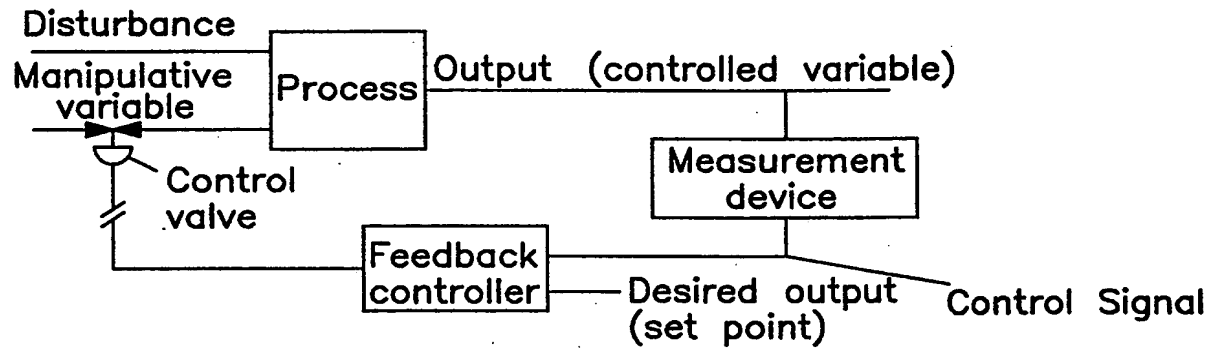 Disturbance
Manipulative
variable
Process
Output (controlled variable)
Control
valve
Measurement
device
Feedback
controller
Desired output
(set point)
Control Signal